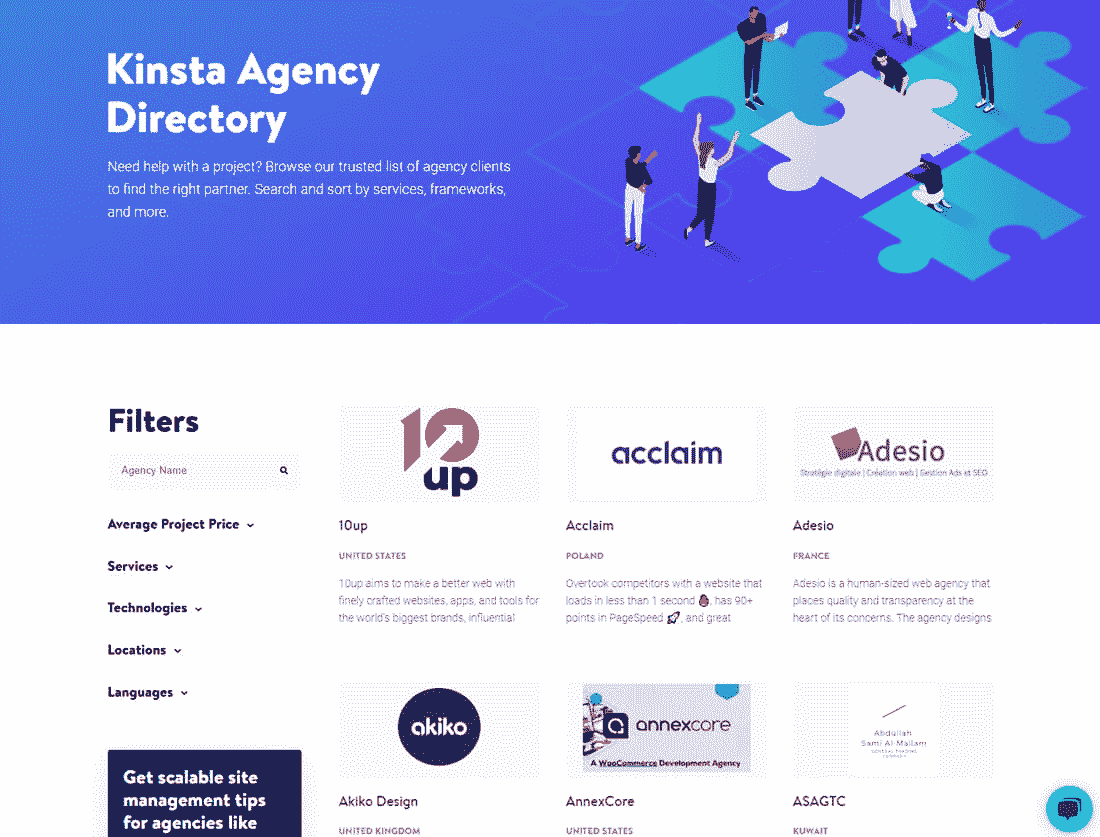 Kinsta Agency
Directory
Need help with a project? Browse our trusted list of agency clients
to find the right partner. Search and sort by services, frameworks,
and more.
Filters
Agency Name
Average Project Price
Services
Technologies
Locations
Languages
Get scalable site
management tips
for agencies like
10
up
10up
UNITED STATES
10up aims to make a better web with
finely crafted websites, apps, and tools for
the world's biggest brands, influential
acclaim
Acclaim
POLAND
Overtook competitors with a website that
loads in less than 1 second, has 90+
points in PageSpeed, and great
Adesio
Stratégie digitale | Création web | Gestion Ads et SEO
Adesio
FRANCE
Adesio is a human-sized web agency that
places quality and transparency at the
heart of its concerns. The agency designs
akiko
Akiko Design
UNITED KINGDOM
annexcore
A WooCommerce Development Agency
AnnexCore
UNITED STATES
Abdullah
Sami Al-Mailam
GENERAL TRADING
COMPANY
ASAGTC
KUWAIT